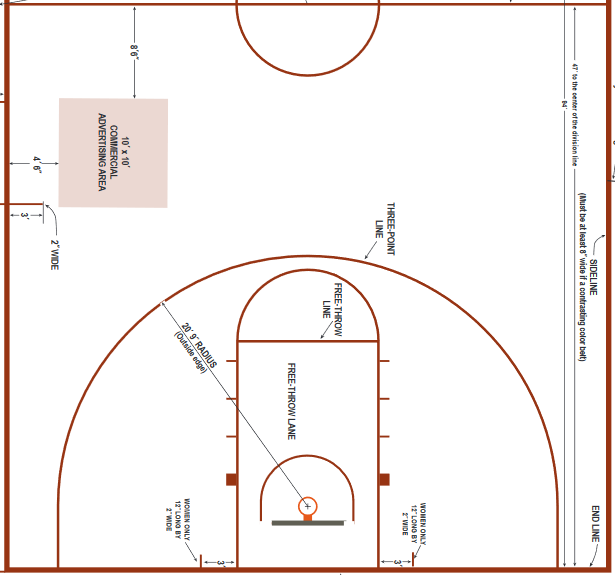 8' 6"
10' x 10'
COMMERCIAL
ADVERTISING AREA
4' 6"
3'
2" WIDE
47' to the center of the division line
84'
SIDELINE
(Must be at least 8" wide if a contrasting color belt)
THREE-POINT
LINE
FREE-THROW
LINE
20' 9" RADIUS
(Outside edge)
FREE-THROW LANE
WOMEN ONLY
12" LONG BY
2" WIDE
3'
WOMEN ONLY
12" LONG BY
2" WIDE
3'
END LINE